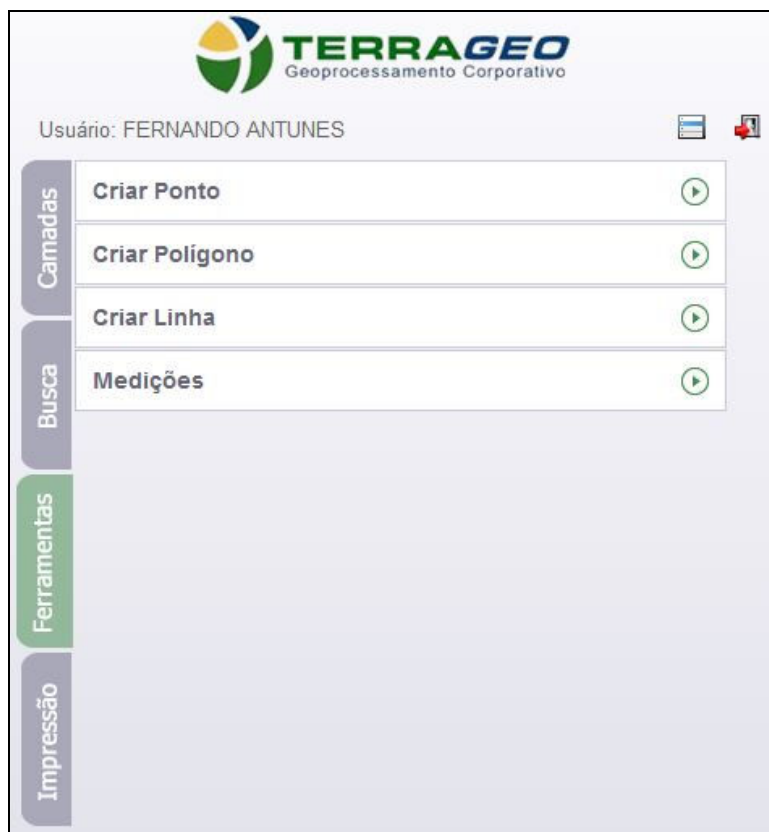 TERRAGEO
Geoprocessamento Corporativo
Usuário: FERNANDO ANTUNES
Camadas
Criar Ponto
Criar Polígono
Criar Linha
Medições
Busca
Ferramentas
Impressão